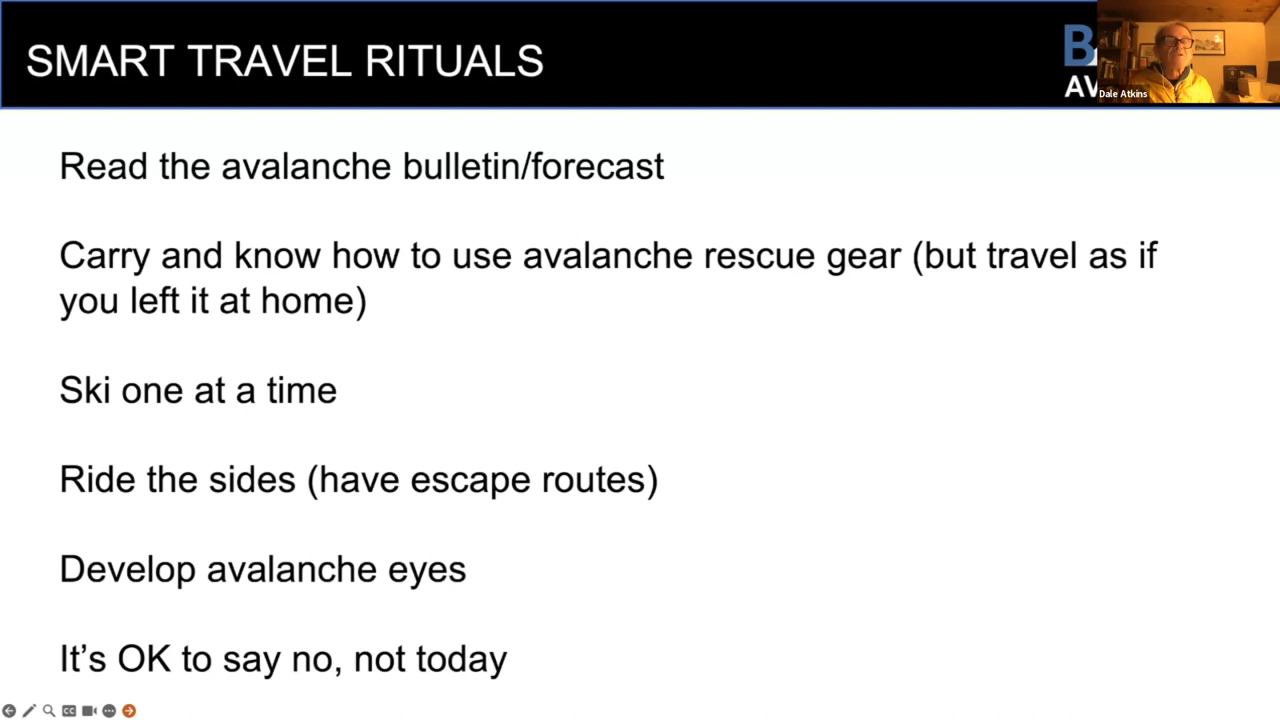 SMART TRAVEL RITUALS
B
AV
Dale Atkins
Read the avalanche bulletin/forecast
Carry and know how to use avalanche rescue gear (but travel as if
you left it at home)
Ski one at a time
Ride the sides (have escape routes)
Develop avalanche eyes
It’s OK to say no, not today
CC